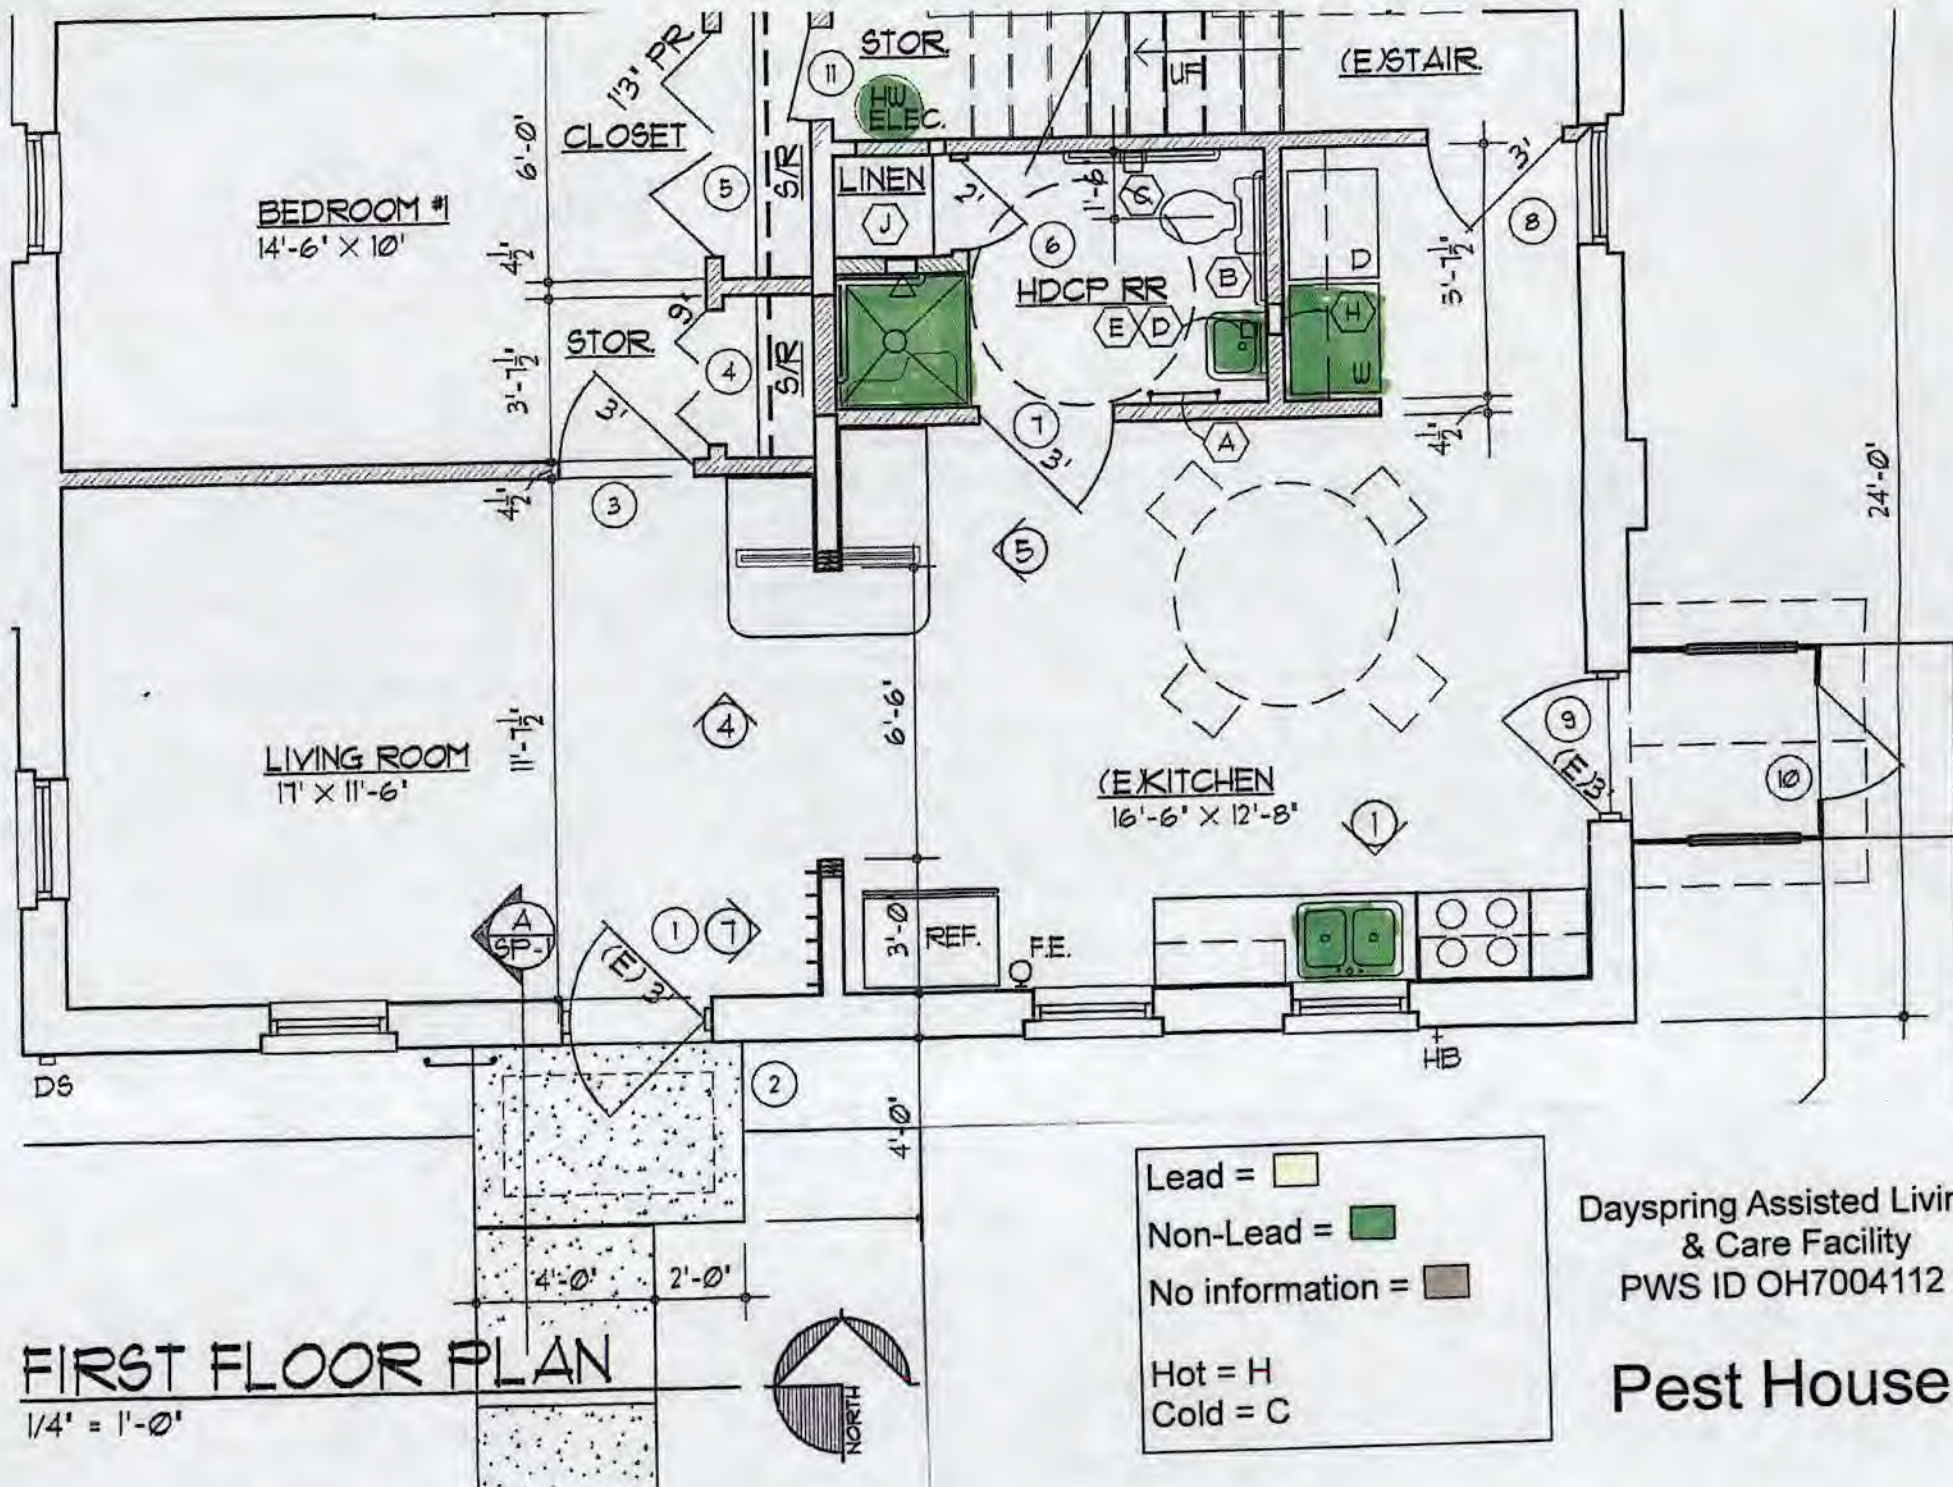 STOR.
(E)STAIR.
UP
11
HW
ELEC.
1'3" PR
CLOSET
6'-0"
5
S/R
LINEN
J
2'
1'-6"
C
3'
8
BEDROOM #1
14'-6" X 10'
4 1/2"
6
B
D
HDCP RR
E
D
H
W
9"
STOR.
3'-7 1/2"
4
S/R
3'
7
3'
A
4 1/2"
24'-0"
4 1/2"
3
5
4
6'-6"
11'-7 1/2"
LIVING ROOM
17' X 11'-6"
(E)KITCHEN
16'-6" X 12'-8"
9
(E)3'
10
1
A
SP-1
1
7
(E) 3'
3'-0"
REF.
F.E.
DS
2
HB
4'-0"
4'-0"
2'-0"
FIRST FLOOR PLAN
1/4" = 1'-0"
NORTH
Lead =
Non-Lead =
No information =
Hot = H
Cold = C
Dayspring Assisted Livin
& Care Facility
PWS ID OH7004112
Pest House